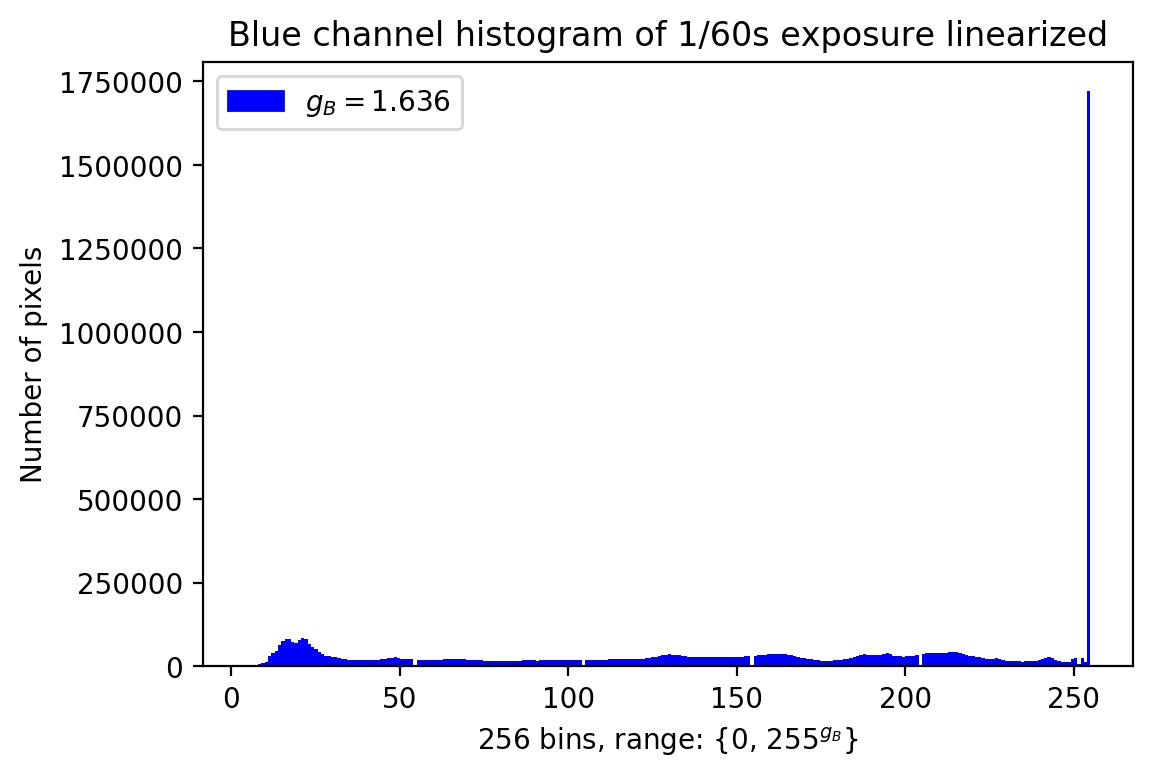 Blue channel histogram of 1/60s exposure linearized
g_B = 1.636
Number of pixels
1750000
1500000
1250000
1000000
750000
500000
250000
0
0 50 100 150 200 250
256 bins, range: {0, 255^{g_B}}